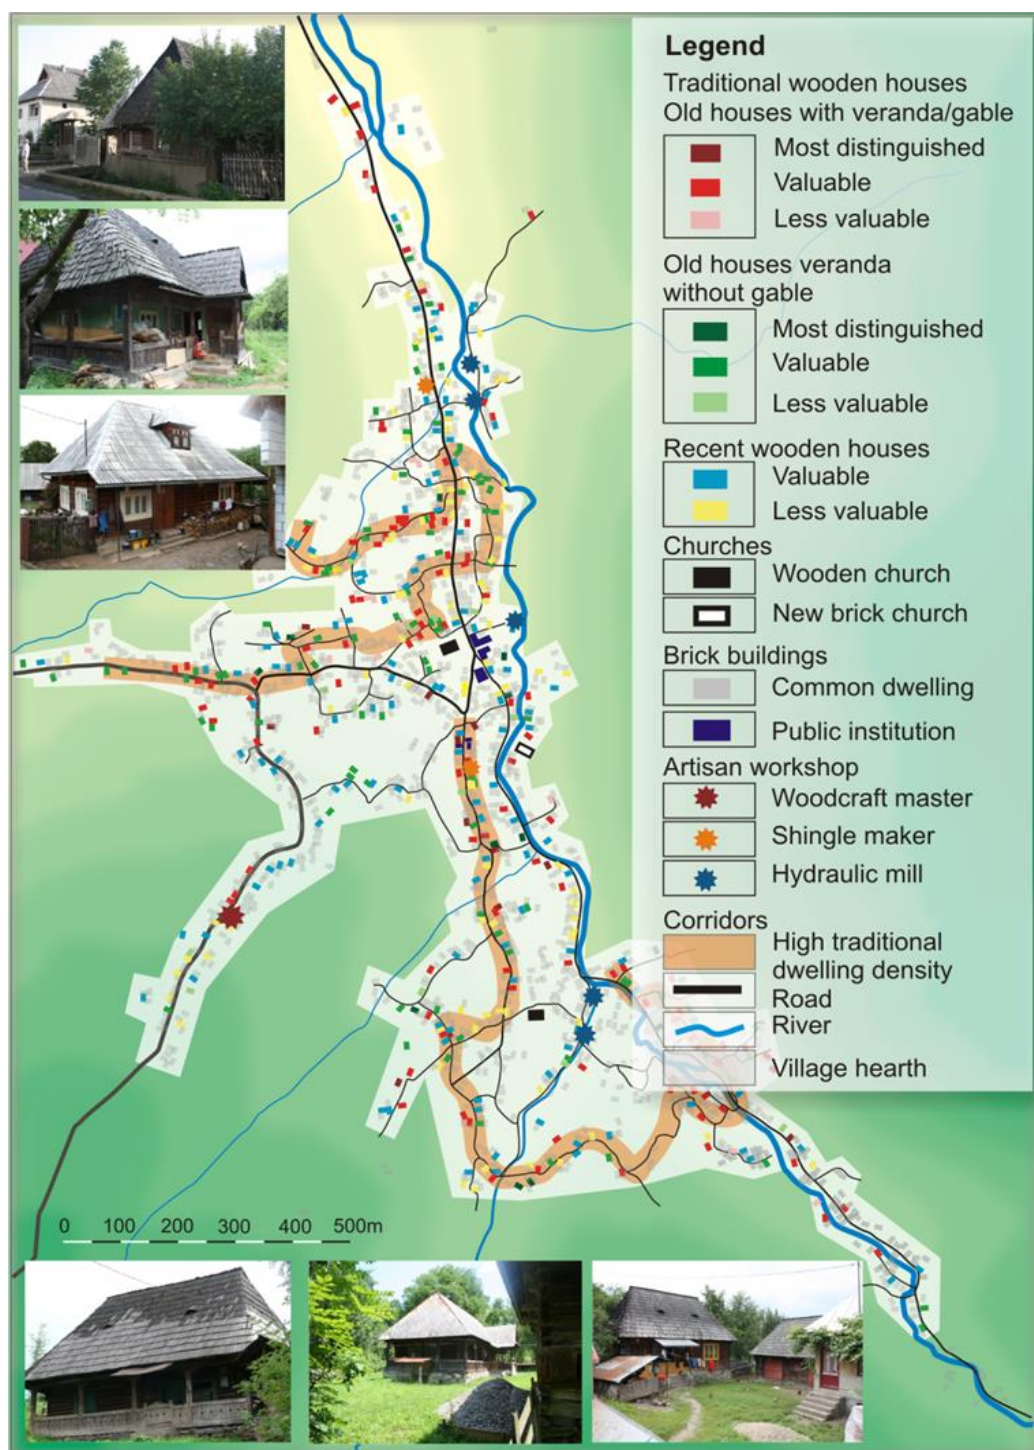 Legend
Traditional wooden houses
Old houses with veranda/gable
Most distinguished
Valuable
Less valuable
Old houses veranda
without gable
Most distinguished
Valuable
Less valuable
Recent wooden houses
Valuable
Less valuable
Churches
Wooden church
New brick church
Brick buildings
Common dwelling
Public institution
Artisan workshop
Woodcraft master
Shingle maker
Hydraulic mill
Corridors
High traditional
dwelling density
Road
River
Village hearth
0 100 200 300 400 500m